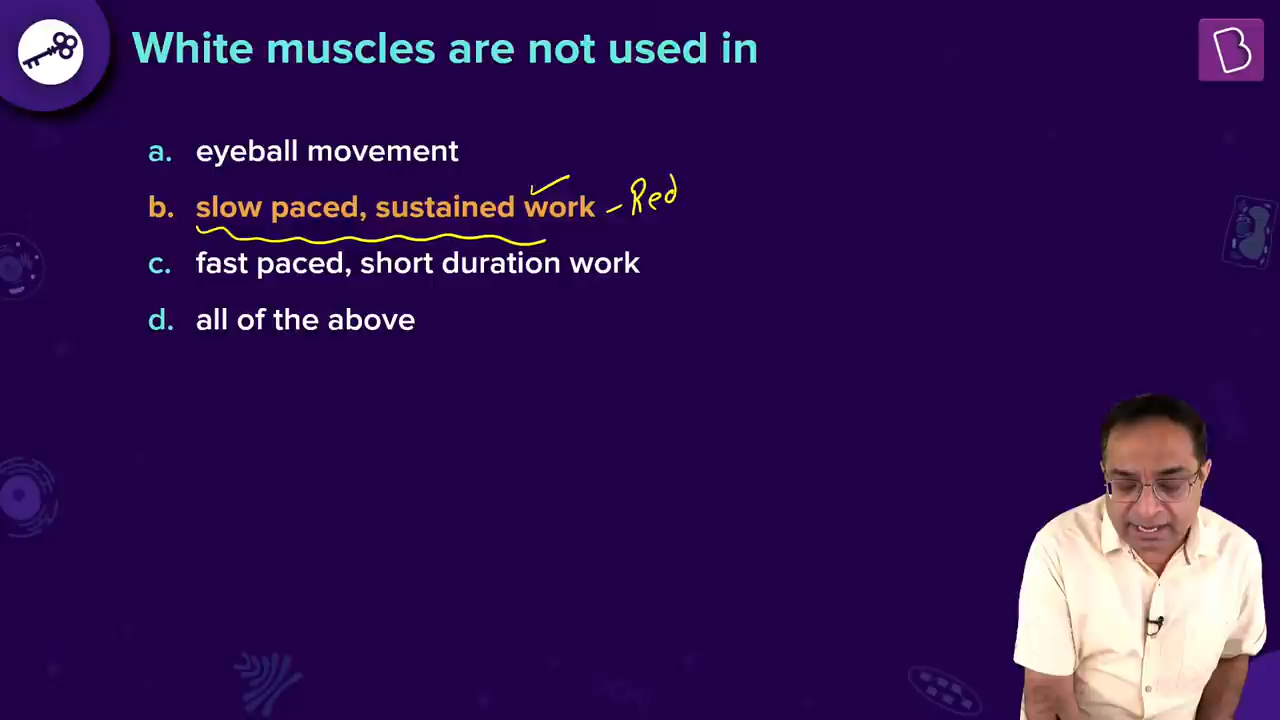 White muscles are not used in
B
a. eyeball movement
b. slow paced, sustained work – Red
c. fast paced, short duration work
d. all of the above